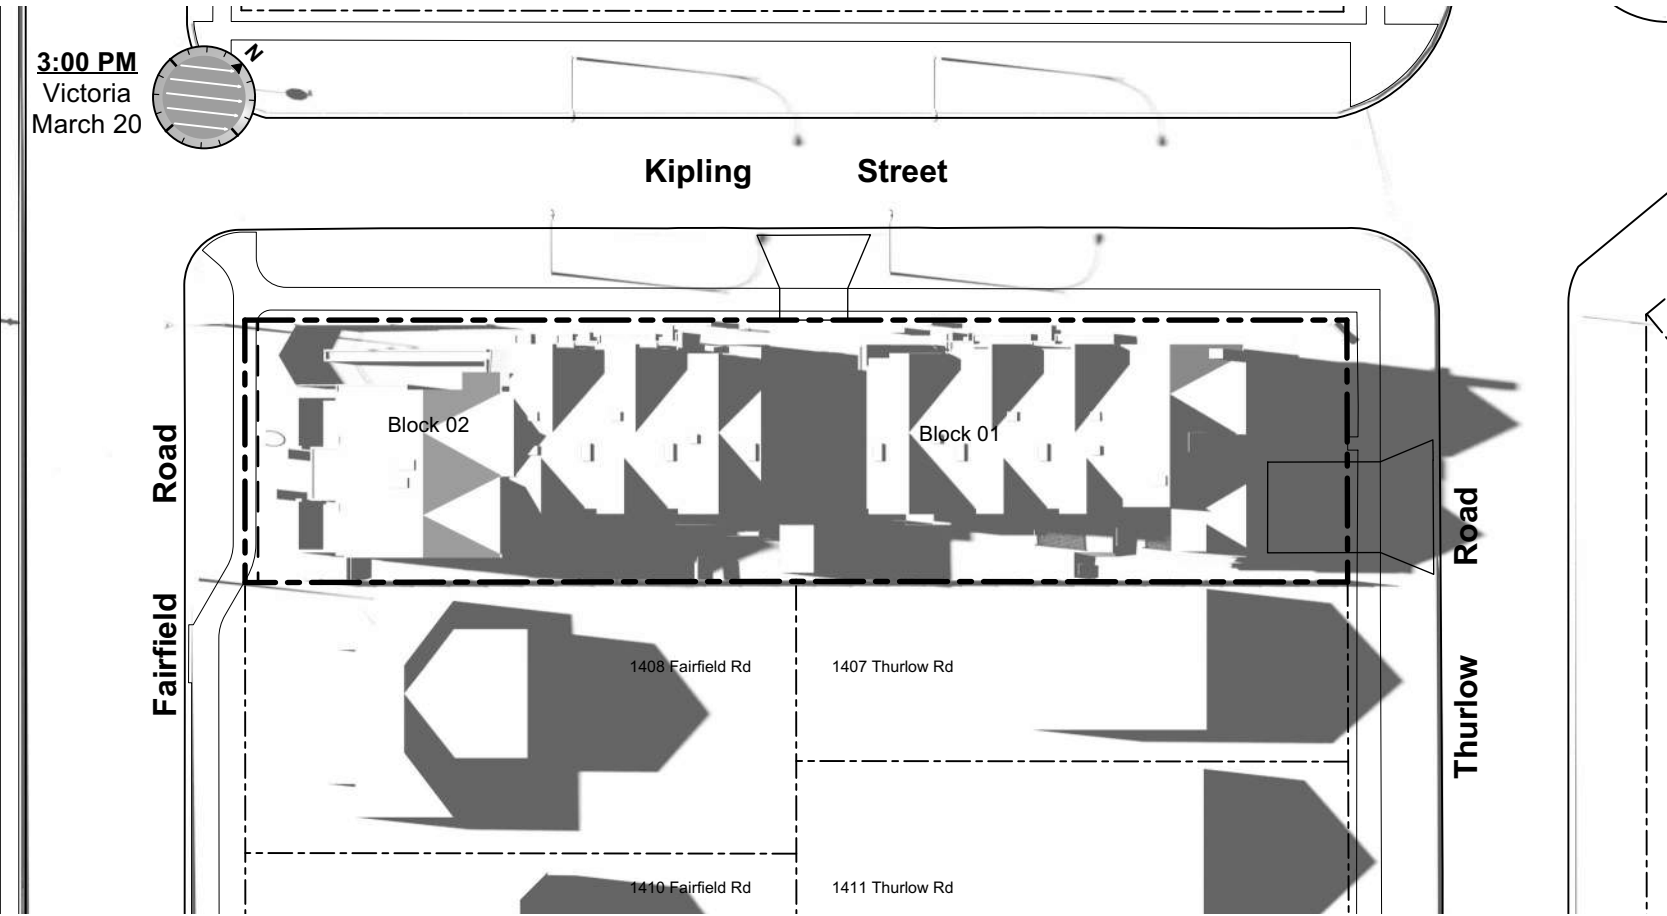 N
3:00 PM
Victoria
March 20
Kipling Street
Block 02
Block 01
Fairfield Road
Thurlow Road
1408 Fairfield Rd
1407 Thurlow Rd
1410 Fairfield Rd
1411 Thurlow Rd